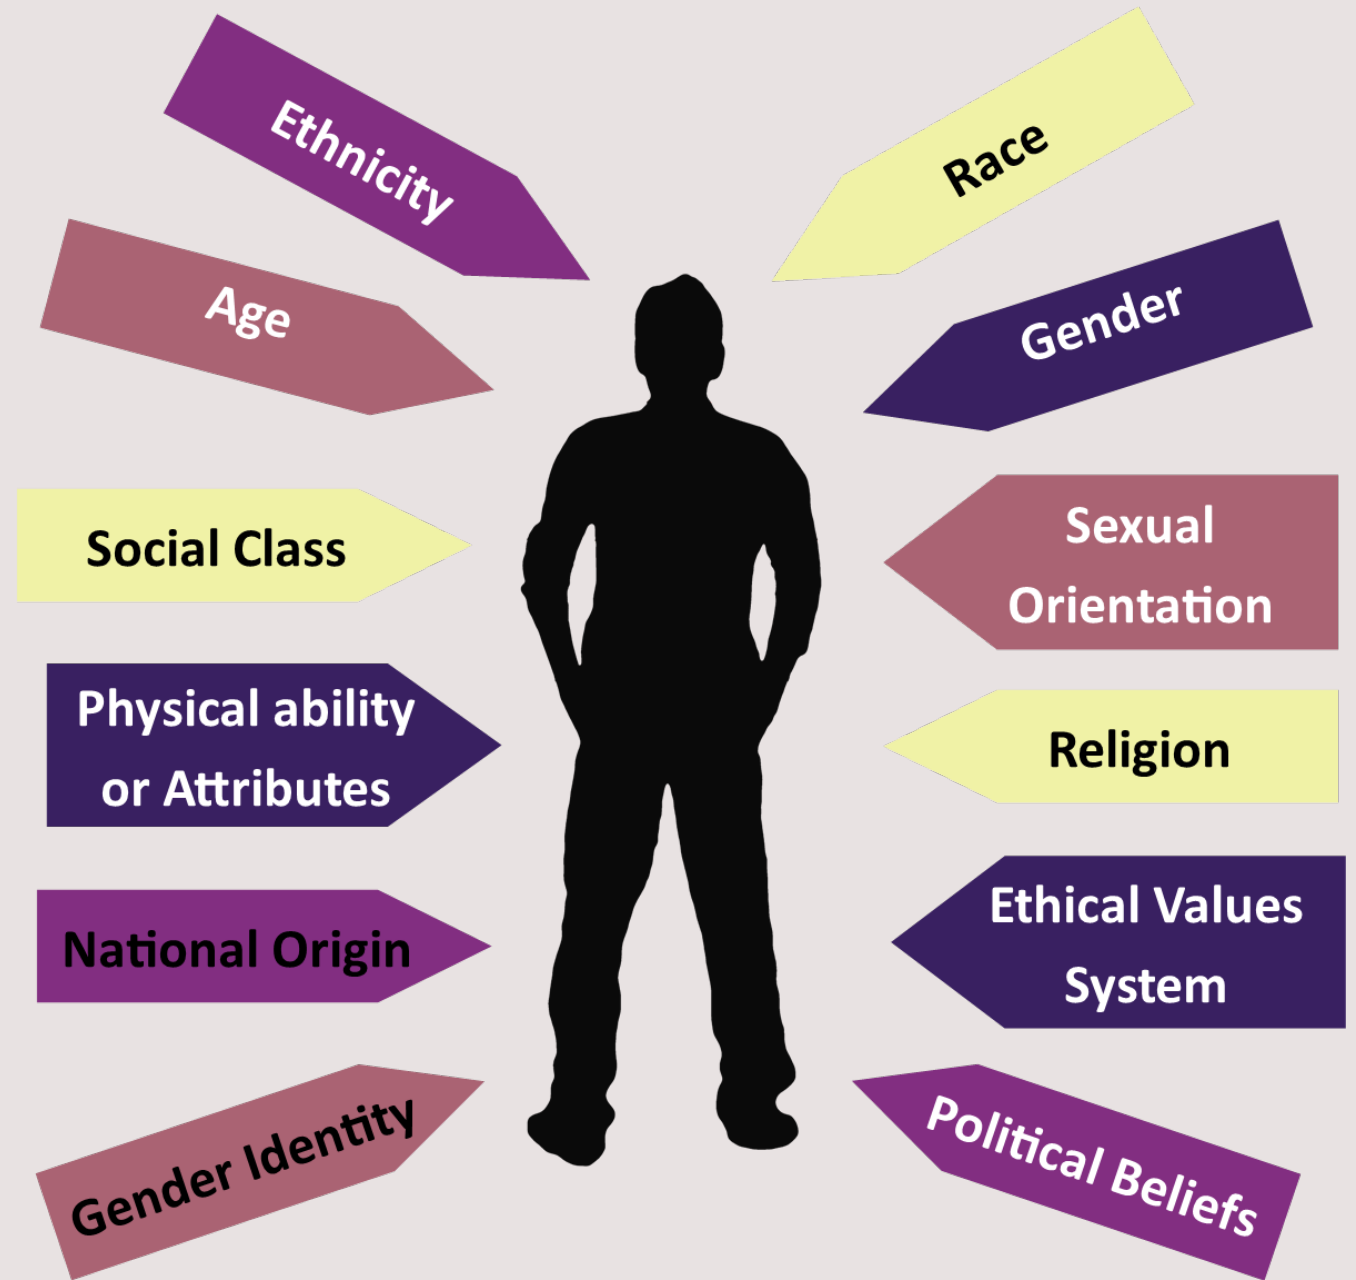 Ethnicity
Race
Age
Gender
Social Class
Sexual
Orientation
Physical ability
or Attributes
Religion
National Origin
Ethical Values
System
Gender Identity
Political Beliefs